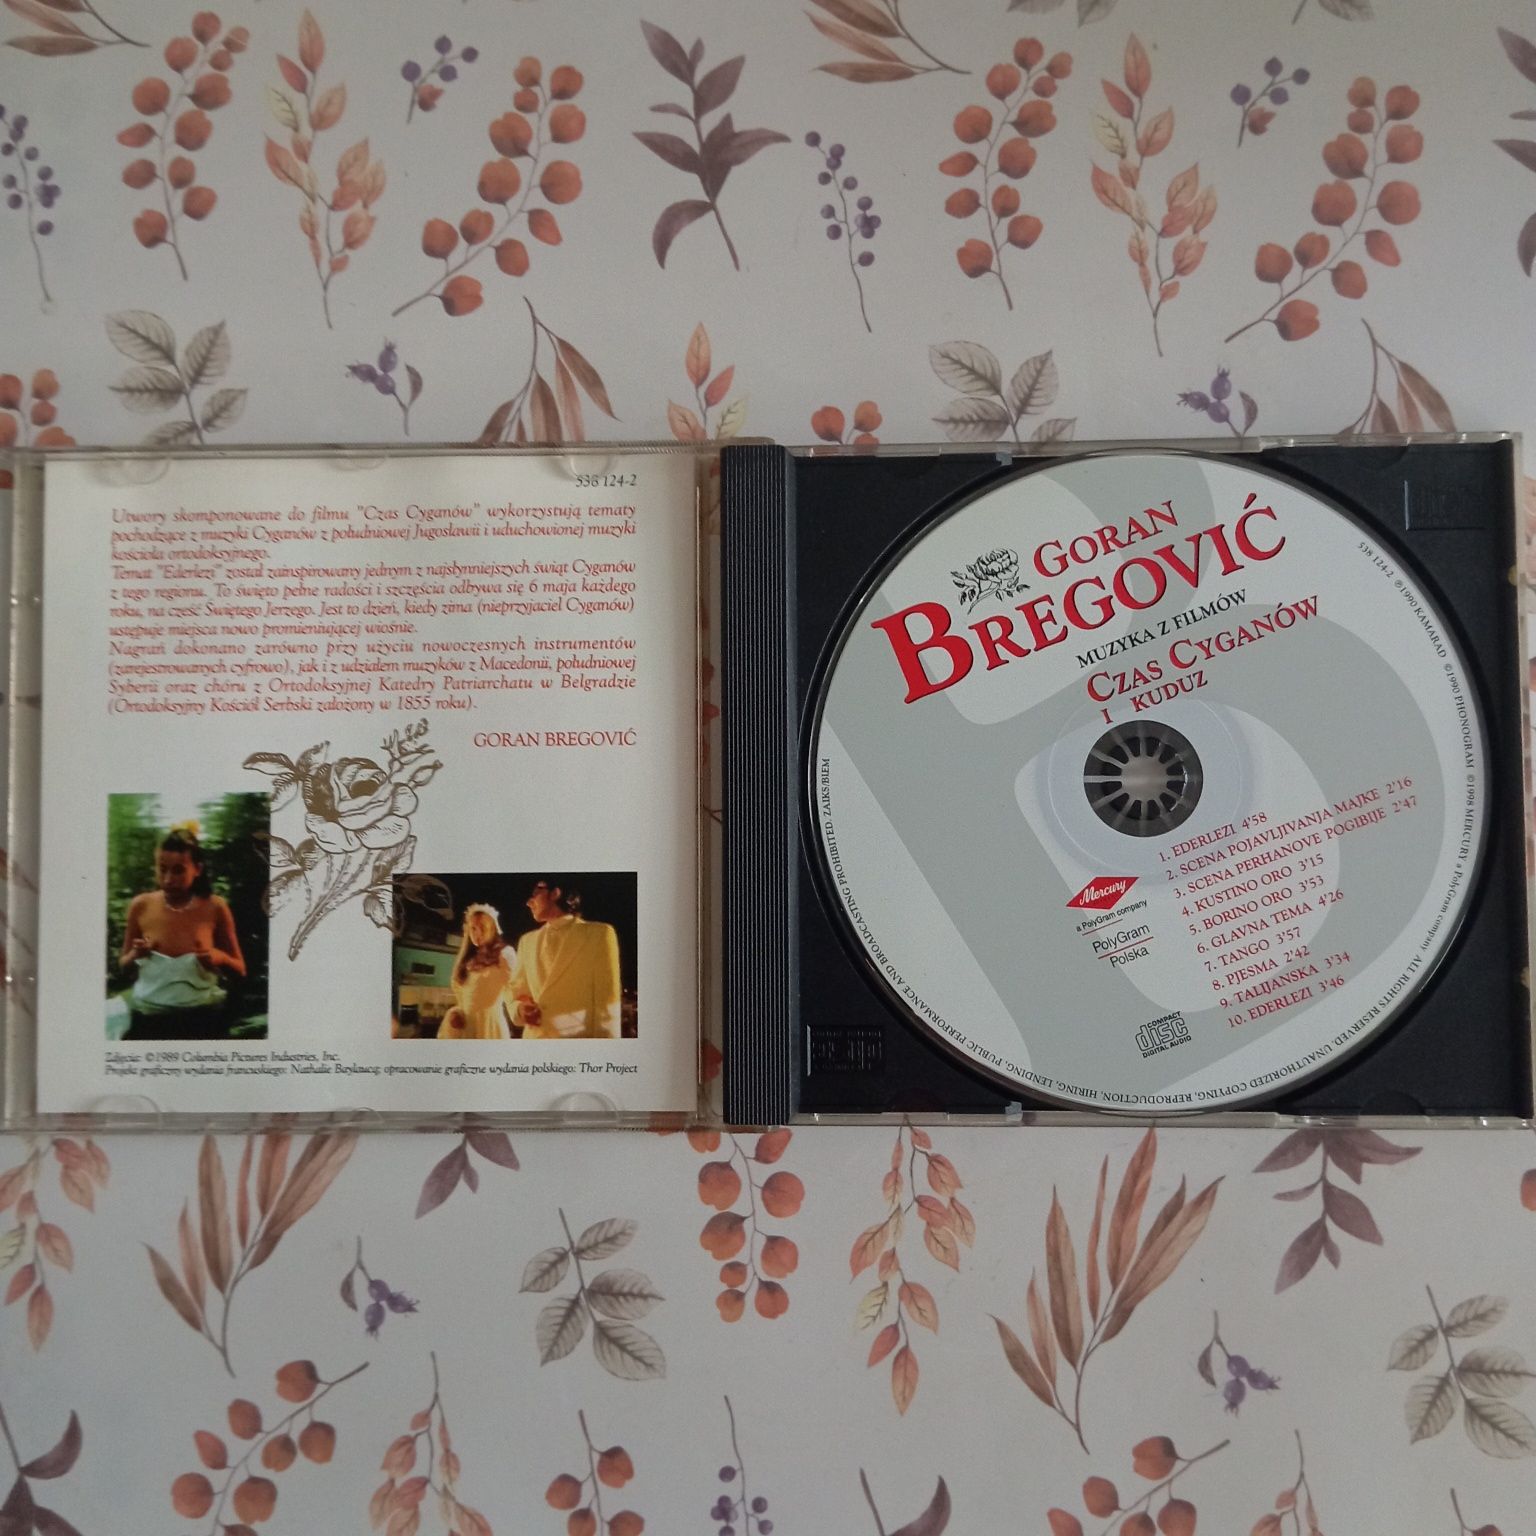 538 124-2
Utwory skomponowane do filmu "Czas Cyganów" wykorzystują tematy
pochodzące z muzyki Cyganów z południowej Jugosławii i uduchowionej muzyki
kościoła ortodoksyjnego.
Temat "Ederlezi" został zainspirowany jednym z najsłynniejszych świąt Cyganów
z tego regionu. To święto pełne radości i szczęścia odbywa się 6 maja każdego
roku, na cześć Świętego Jerzego. Jest to dzień, kiedy zima (nieprzyjaciel Cyganów)
ustępuje miejsca nowo promieniującej wiośnie.
Nagrań dokonano zarówno przy użyciu nowoczesnych instrumentów
(zarejestrowanych cyfrowo), jak i z udziałem muzyków z Macedonii, południowej
Syberii oraz chóru z Ortodoksyjnej Katedry Patriarchatu w Belgradzie
(Ortodoksyjny Kościół Serbski założony w 1855 roku).
GORAN BREGOVIĆ
Zdjęcia: ©1989 Columbia Pictures Industries, Inc.
Projekt graficzny wydania francuskiego: Nathalie Baylaucq; opracowanie graficzne wydania polskiego: Thor Project
GORAN
BREGOVIĆ
MUZYKA Z FILMÓW
CZAS CYGANÓW
I KUDUZ
1. EDERLEZI 4'58
2. SCENA POJAVLJIVANJA MAJKE 2'16
3. SCENA PERHANOVE POGIBIJE 2'47
4. KUSTINO ORO 3'15
5. BORINO ORO 3'53
6. GLAVNA TEMA 4'26
7. TANGO 3'57
8. PJESMA 2'42
9. TALIJANSKA 3'34
10. EDERLEZI 3'46
Mercury
a PolyGram company
PolyGram
Polska
COMPACT
disc
DIGITAL AUDIO
538 124-2 ℗1990 KAMARAD ©1990 PHONOGRAM ©1998 MERCURY a PolyGram company ALL RIGHTS RESERVED. UNAUTHORIZED COPYING, REPRODUCTION, HIRING, LENDING, PUBLIC PERFORMANCE AND BROADCASTING PROHIBITED. ZAIKS/BIEM